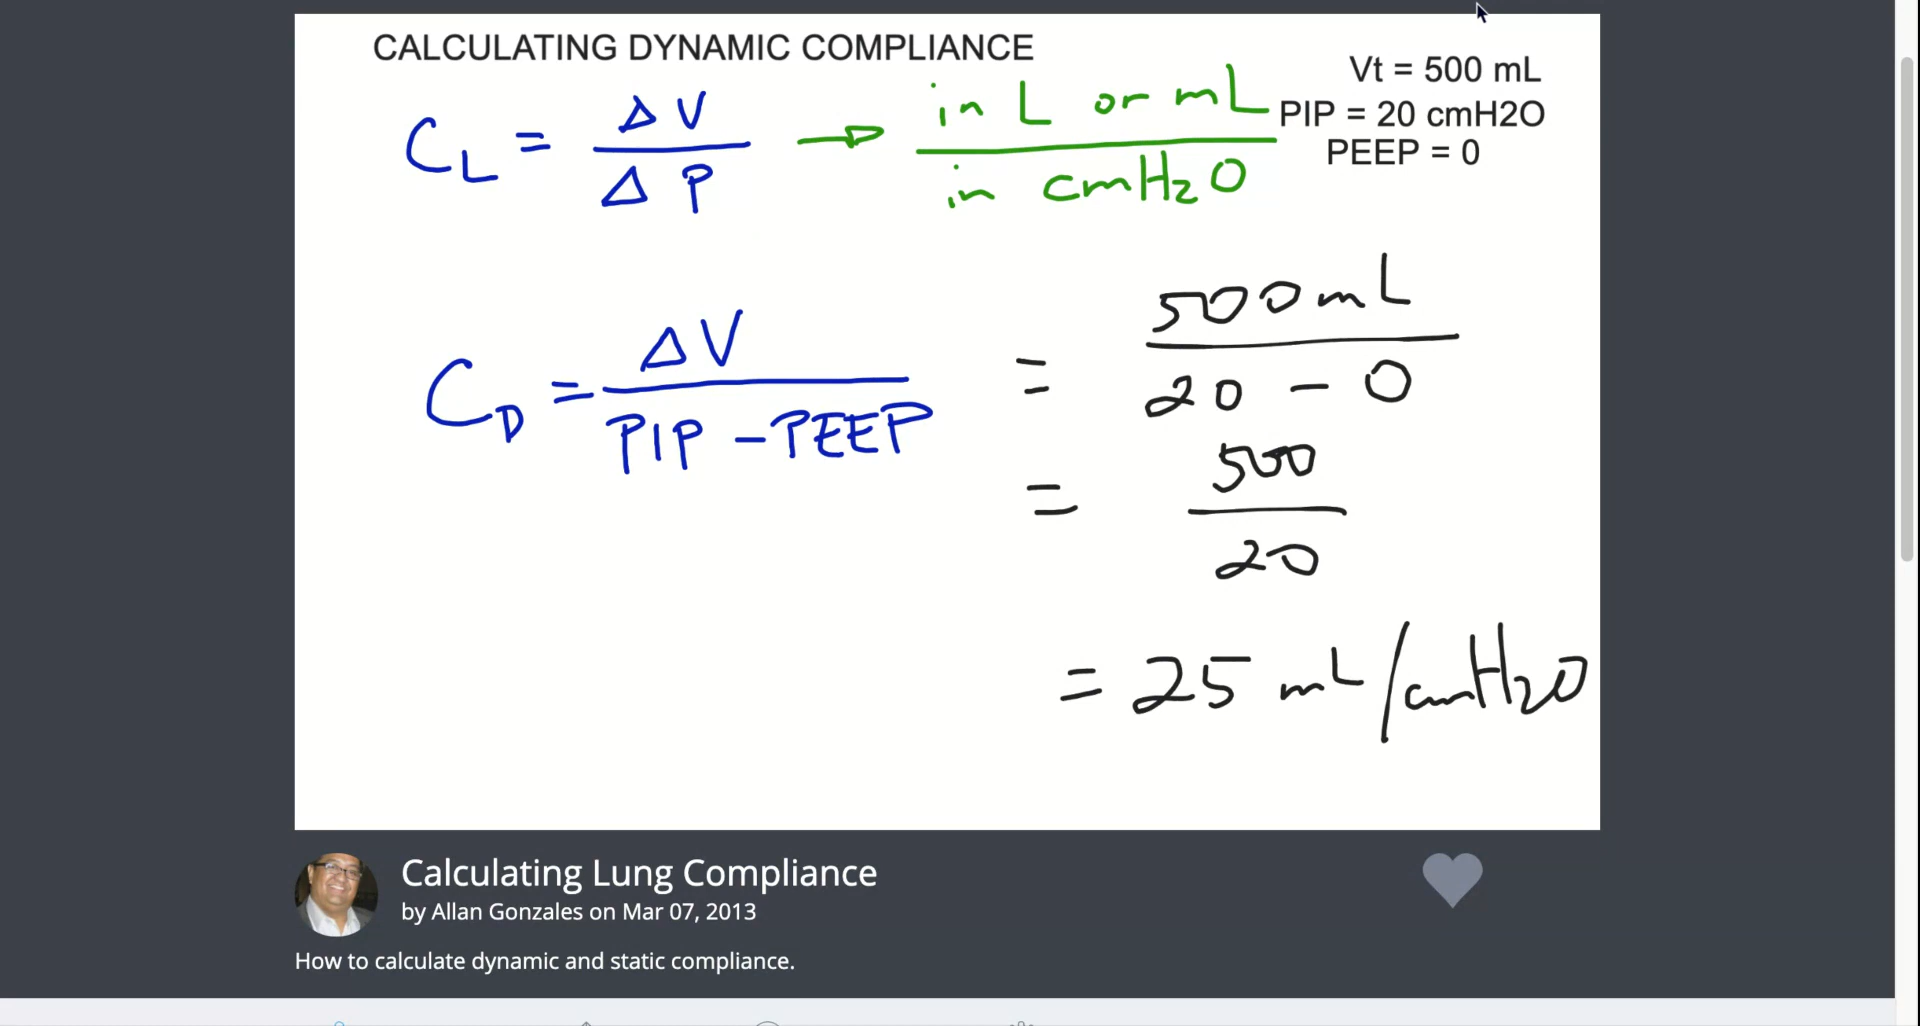 CALCULATING DYNAMIC COMPLIANCE
Vt = 500 mL
PIP = 20 cmH2O
PEEP = 0
C_L = ΔV / ΔP → in L or mL / in cmH₂O
C_D = ΔV / PIP - PEEP = 500 mL / 20 - 0
= 500 / 20
= 25 mL/cmH₂O
Calculating Lung Compliance
by Allan Gonzales on Mar 07, 2013
How to calculate dynamic and static compliance.